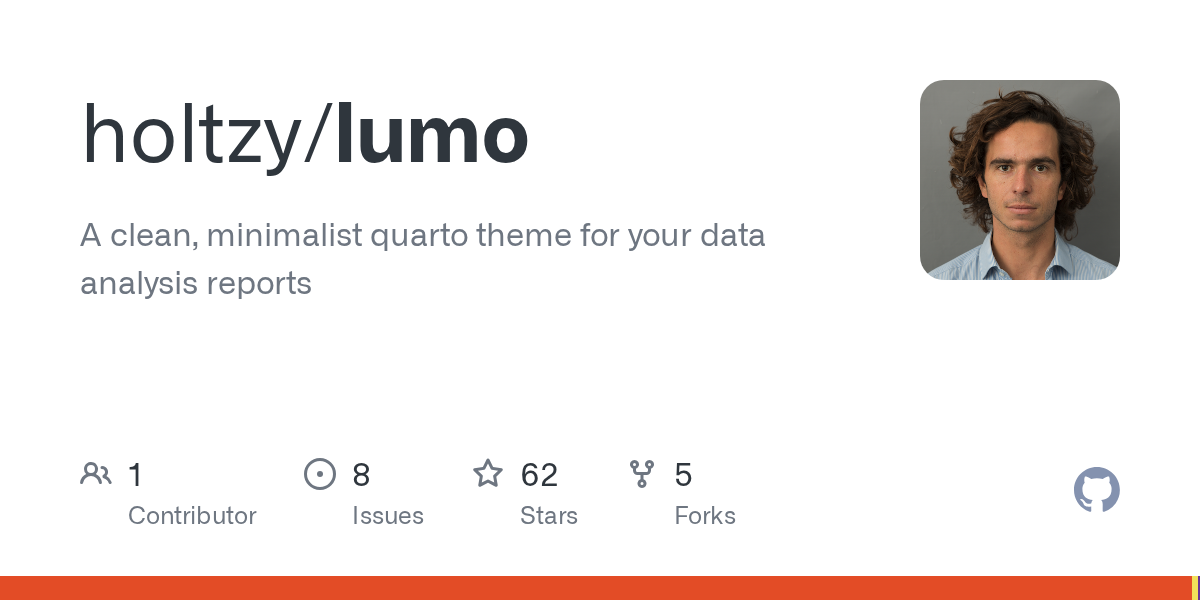 holtzy/lumo
A clean, minimalist quarto theme for your data
analysis reports
1
Contributor
8
Issues
62
Stars
5
Forks